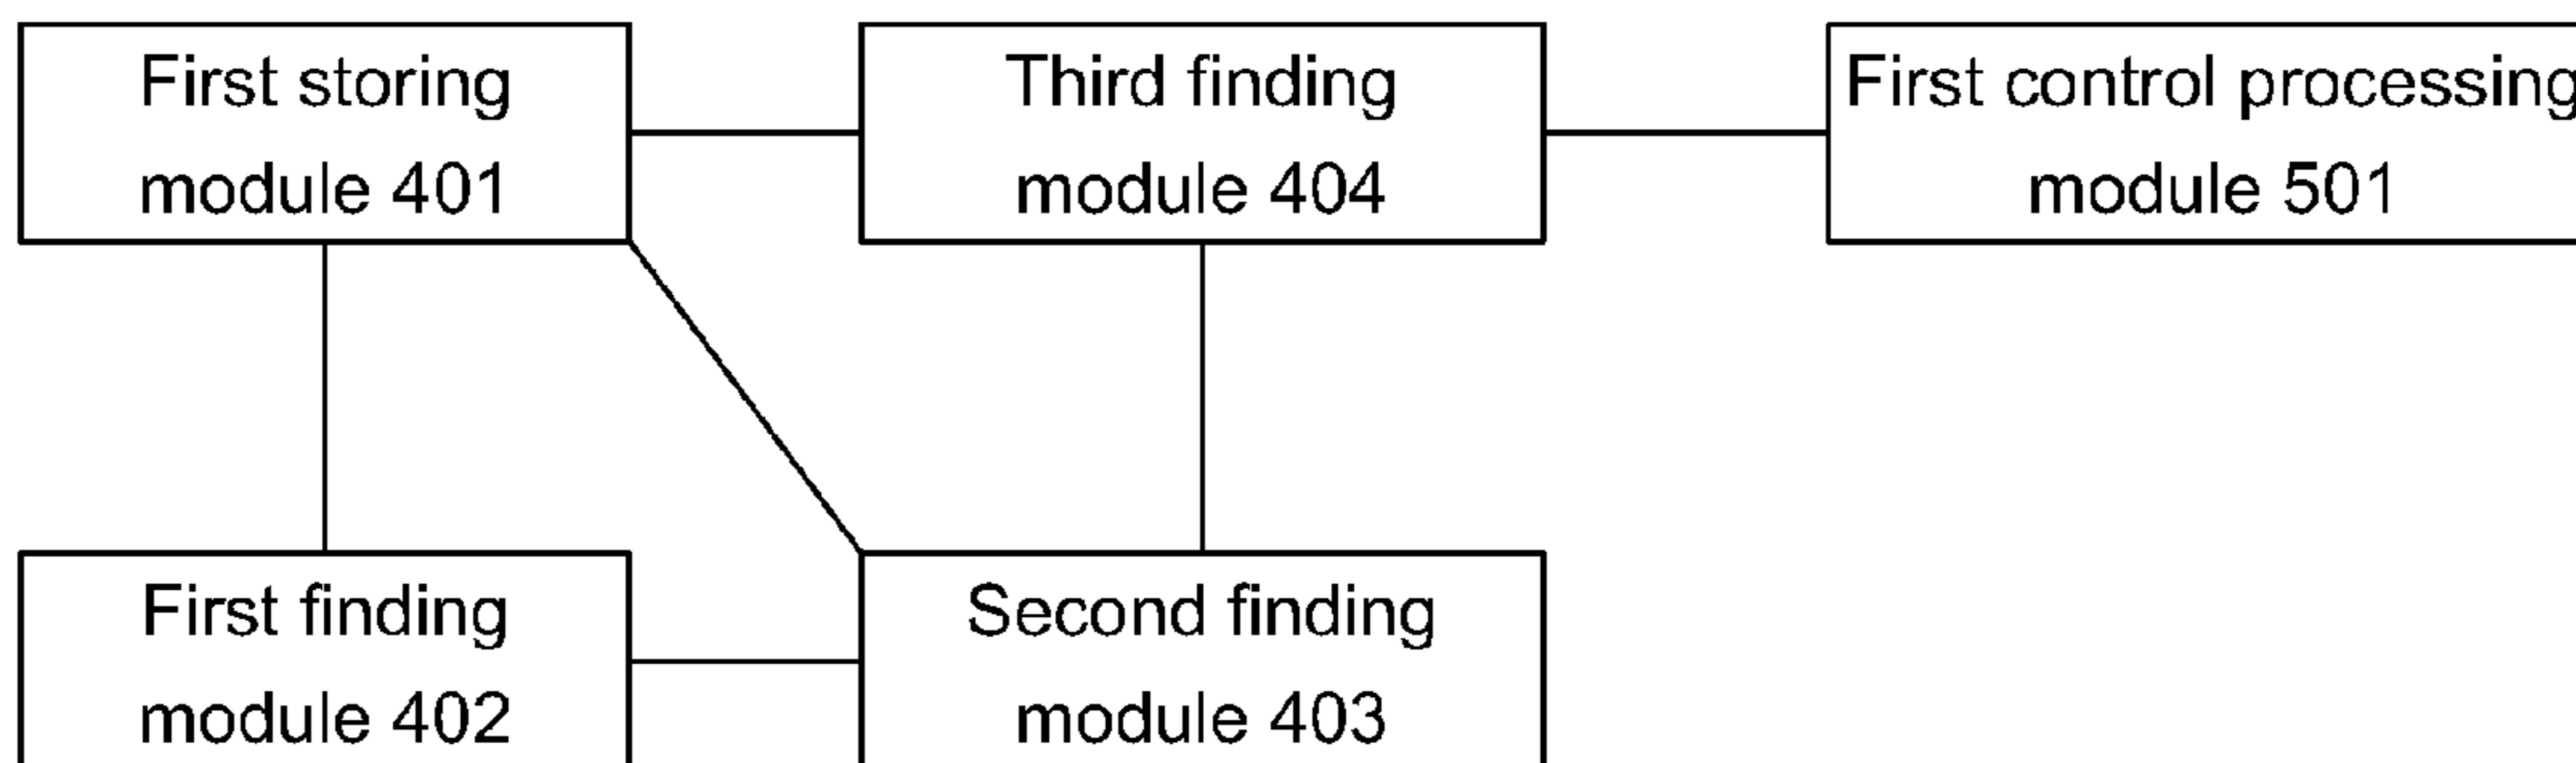 First storing
module 401
Third finding
module 404
First control processing
module 501
First finding
module 402
Second finding
module 403